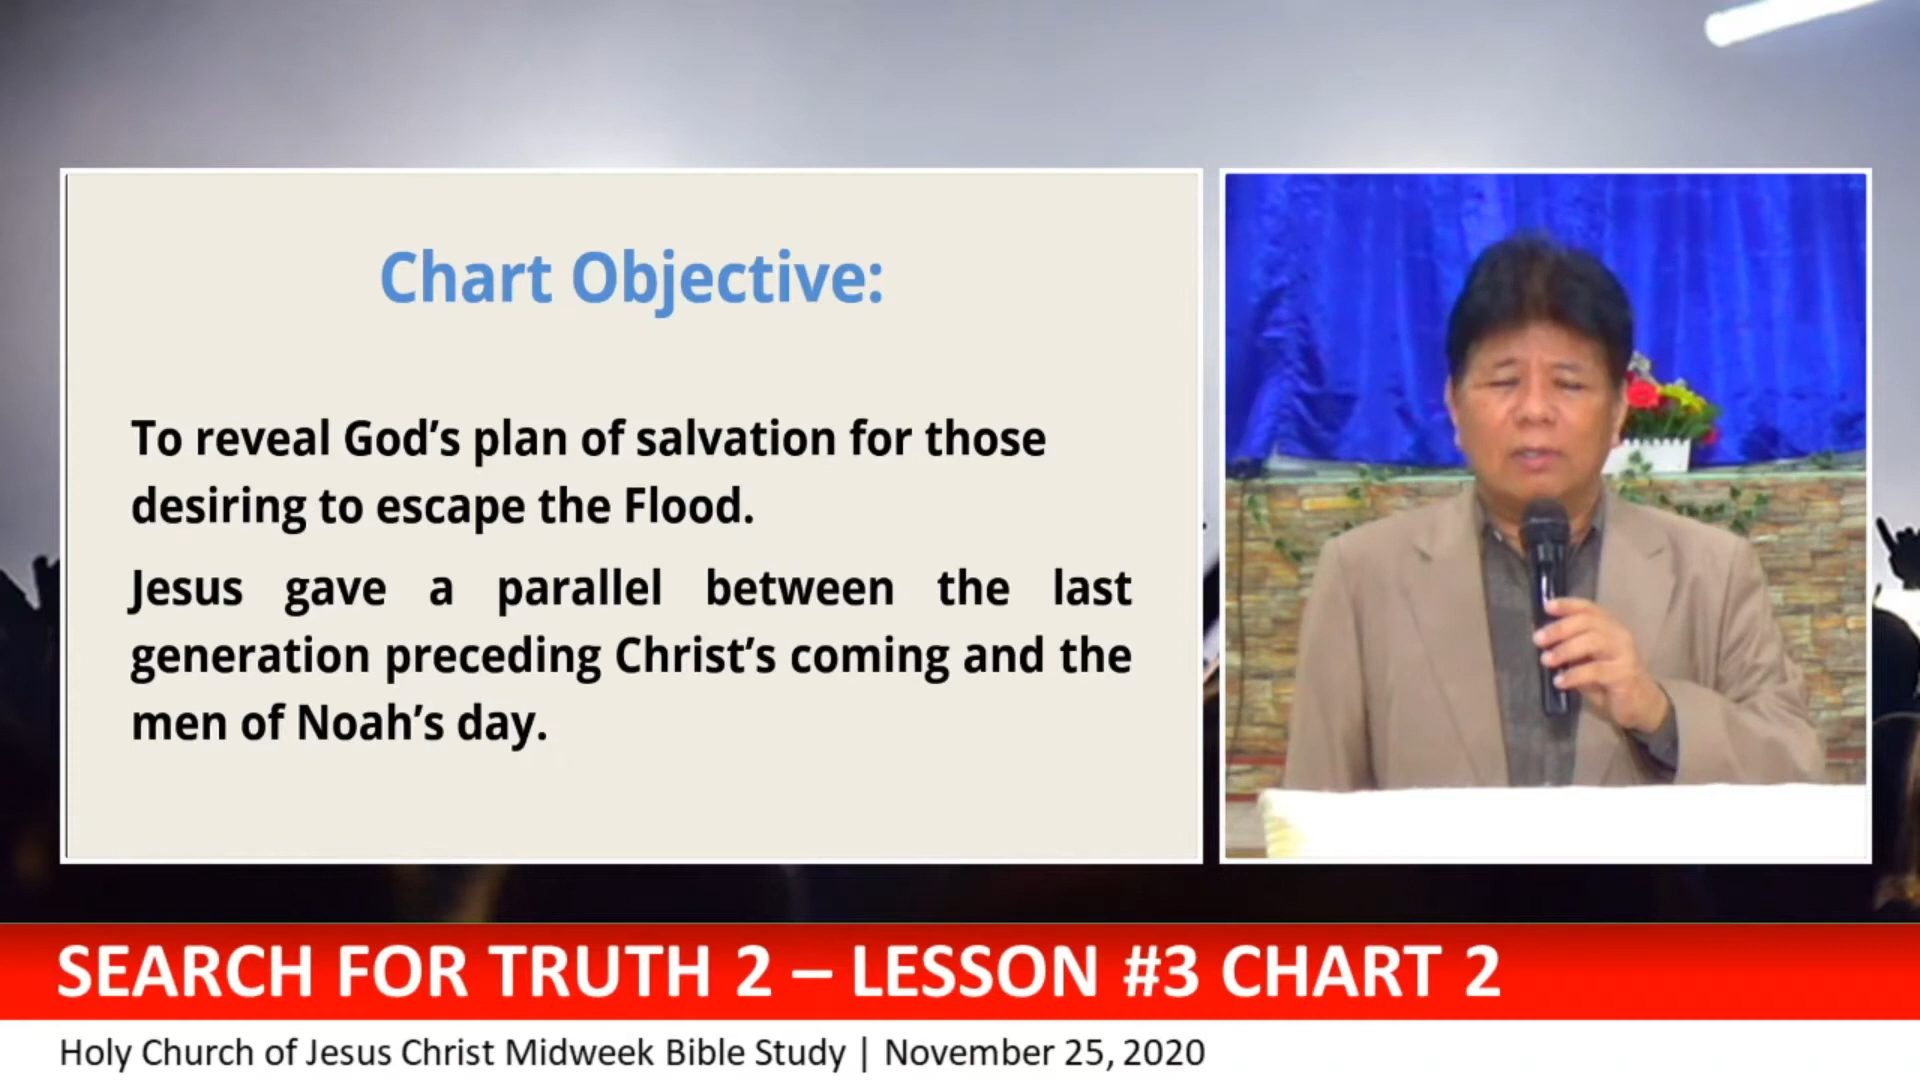 Chart Objective:
To reveal God’s plan of salvation for those
desiring to escape the Flood.
Jesus gave a parallel between the last
generation preceding Christ’s coming and the
men of Noah’s day.
SEARCH FOR TRUTH 2 – LESSON #3 CHART 2
Holy Church of Jesus Christ Midweek Bible Study | November 25, 2020